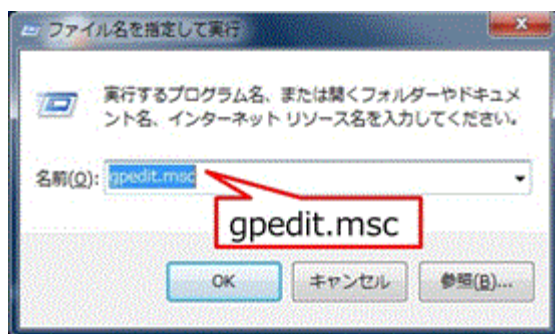 ファイル名を指定して実行
実行するプログラム名、または開くフォルダーやドキュメ
ント名、インターネット リソース名を入力してください。
名前(O): gpedit.msc
gpedit.msc
OK キャンセル 参照(B)...